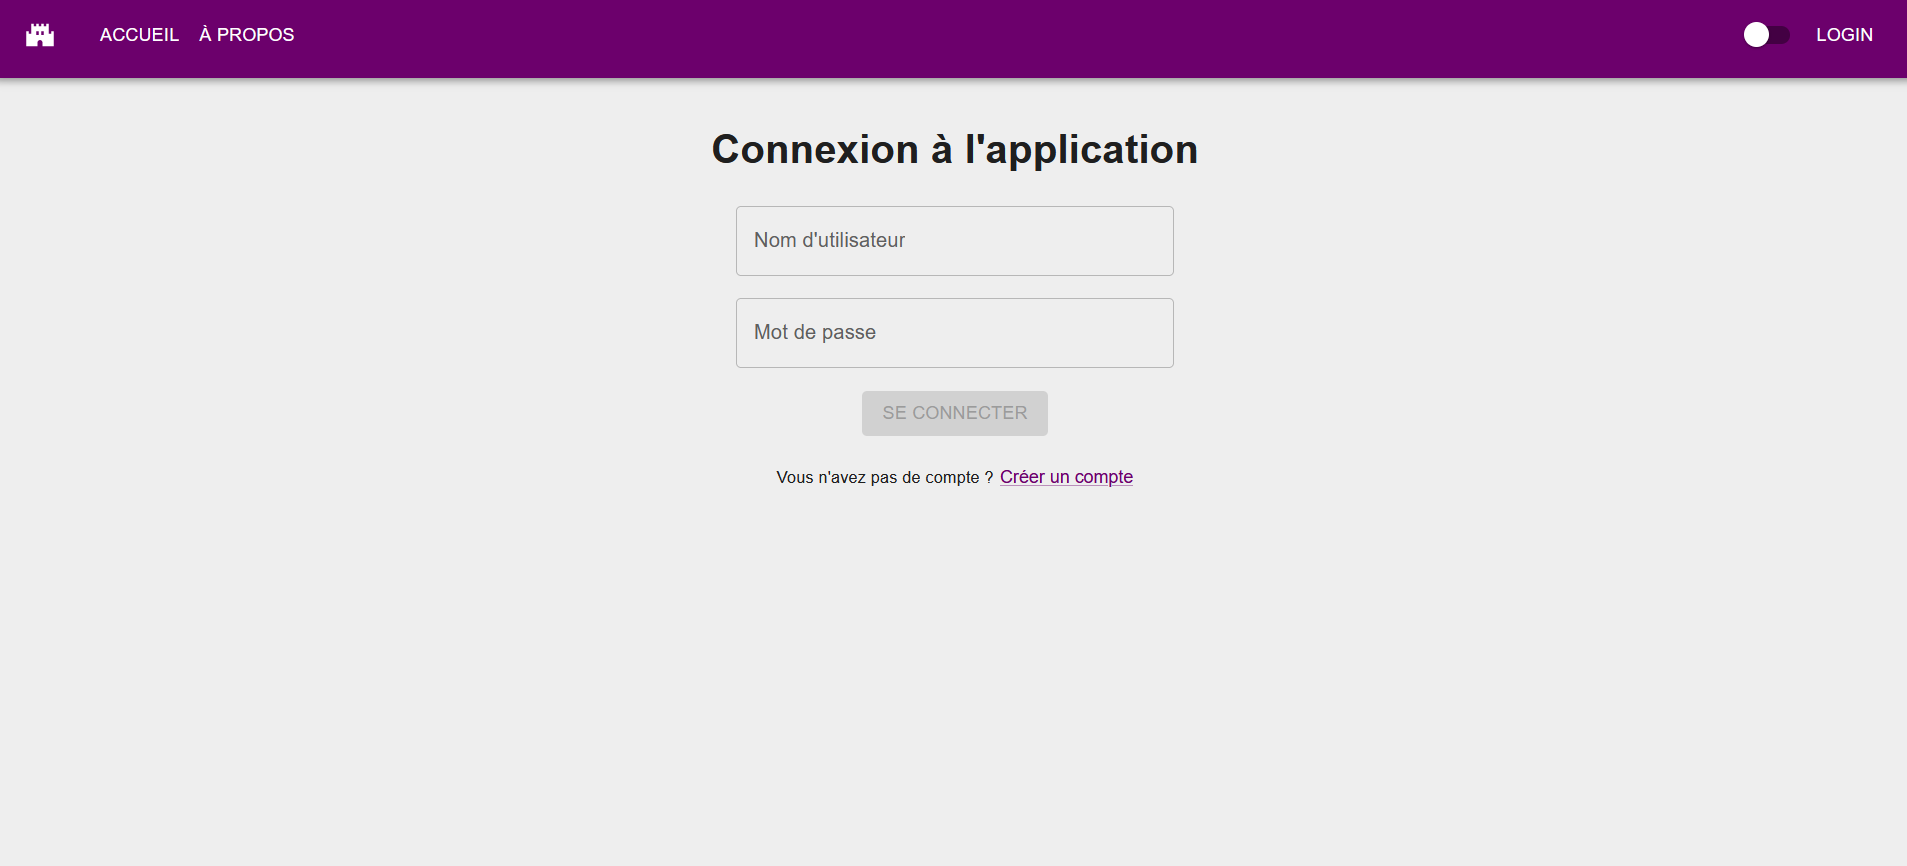 ACCUEIL À PROPOS LOGIN
Connexion à l'application
Nom d'utilisateur
Mot de passe
SE CONNECTER
Vous n'avez pas de compte ? Créer un compte